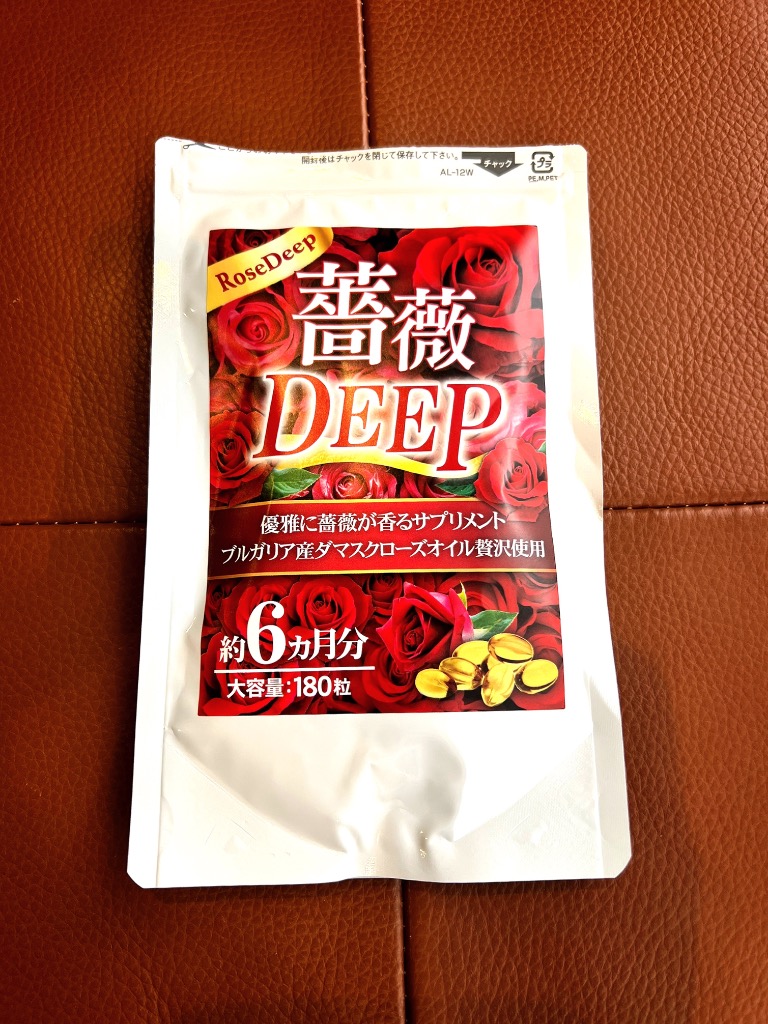 開封後はチャックを閉じて保存して下さい。
チャック
AL-12W
プラ
PE,M,PET
RoseDeep
薔薇
DEEP
優雅に薔薇が香るサプリメント
ブルガリア産ダマスクローズオイル贅沢使用
約6カ月分
大容量:180粒